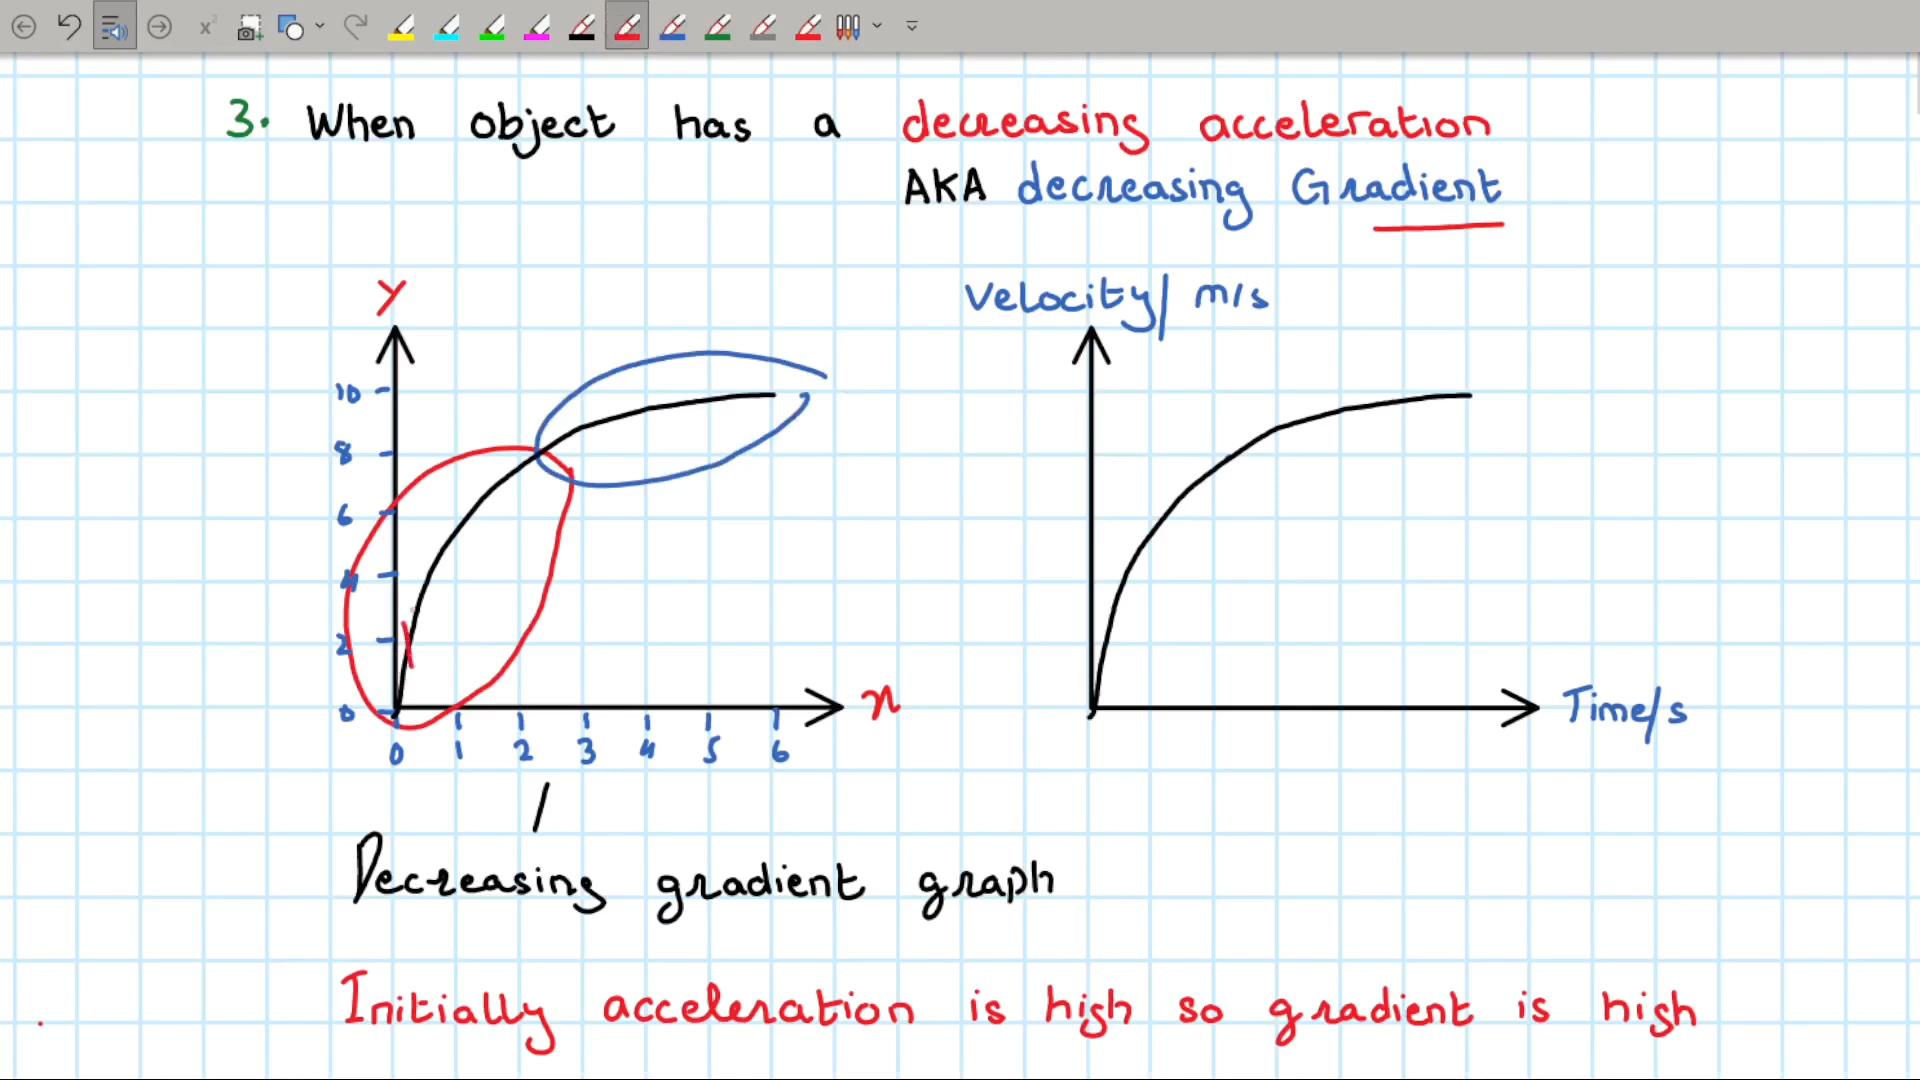 3. When object has a decreasing acceleration
AKA decreasing Gradient
y
10
8
6
4
2
0
0 1 2 3 4 5 6
x
Velocity/ m/s
Time/s
Decreasing gradient graph
Initially acceleration is high so gradient is high